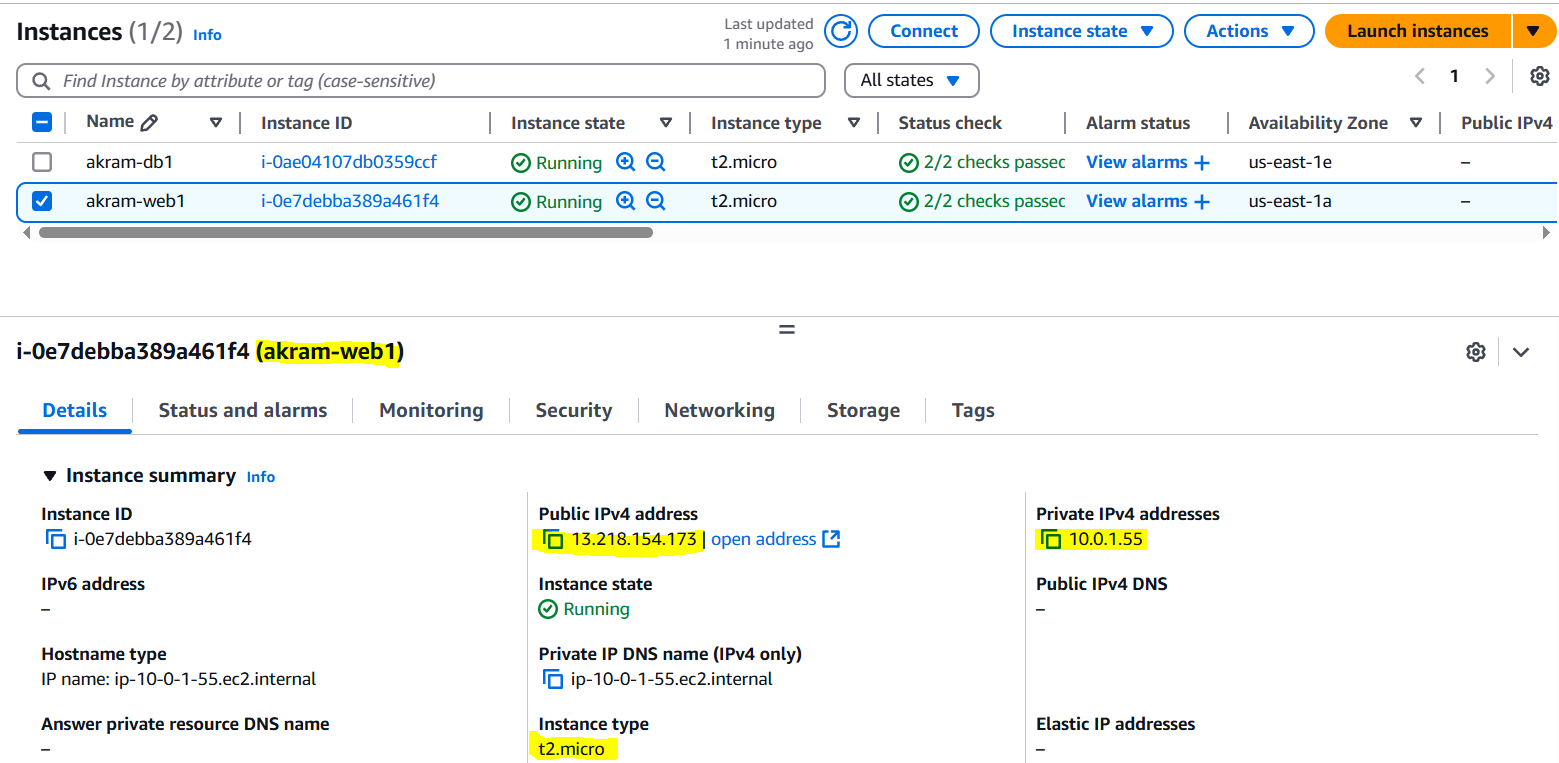 Instances (1/2) Info
Last updated
1 minute ago
Connect
Instance state
Actions
Launch instances
Find Instance by attribute or tag (case-sensitive)
All states
1
Name Instance ID Instance state Instance type Status check Alarm status Availability Zone Public IPv4
akram-db1 i-0ae04107db0359ccf Running t2.micro 2/2 checks passec View alarms + us-east-1e –
akram-web1 i-0e7debba389a461f4 Running t2.micro 2/2 checks passec View alarms + us-east-1a –
i-0e7debba389a461f4 (akram-web1)
Details Status and alarms Monitoring Security Networking Storage Tags
Instance summary Info
Instance ID
i-0e7debba389a461f4
Public IPv4 address
13.218.154.173 | open address
Private IPv4 addresses
10.0.1.55
IPv6 address
–
Instance state
Running
Public IPv4 DNS
–
Hostname type
IP name: ip-10-0-1-55.ec2.internal
Private IP DNS name (IPv4 only)
ip-10-0-1-55.ec2.internal
Answer private resource DNS name
–
Instance type
t2.micro
Elastic IP addresses
–